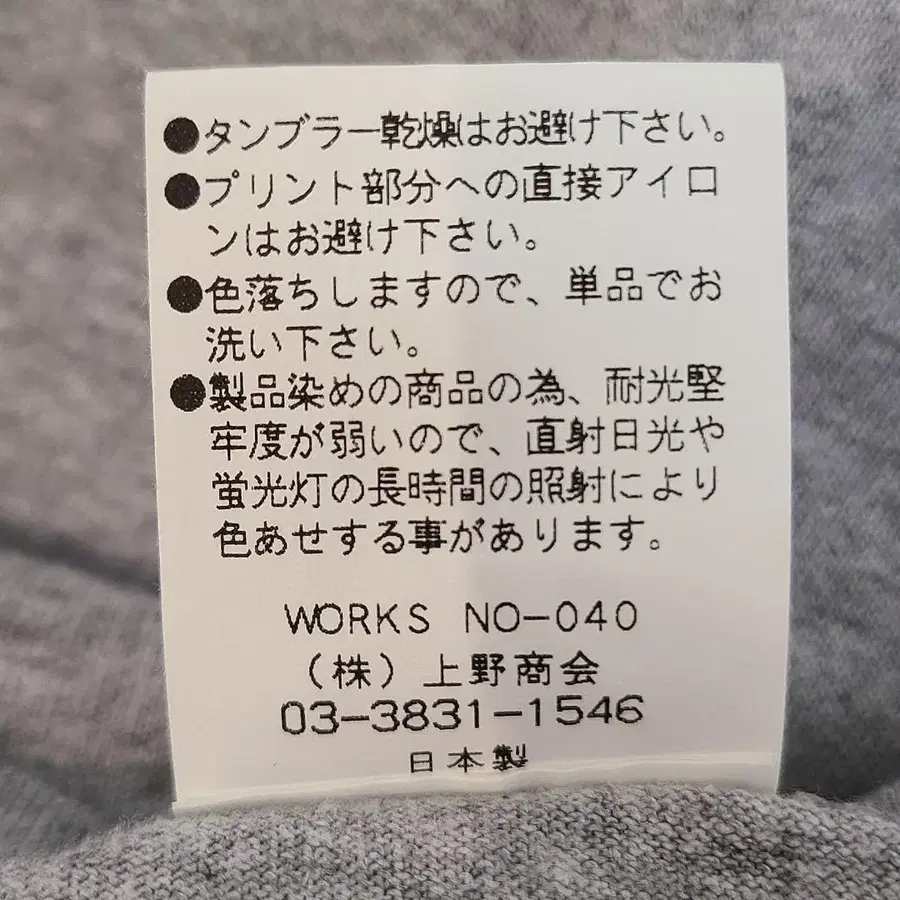 ●タンブラー乾燥はお避け下さい。
●プリント部分への直接アイロ
ンはお避け下さい。
●色落ちしますので、単品でお
洗い下さい。
●製品染めの商品の為、耐光堅
牢度が弱いので、直射日光や
蛍光灯の長時間の照射により
色あせする事があります。
WORKS NO-040
(株)上野商会
03-3831-1546
日本製